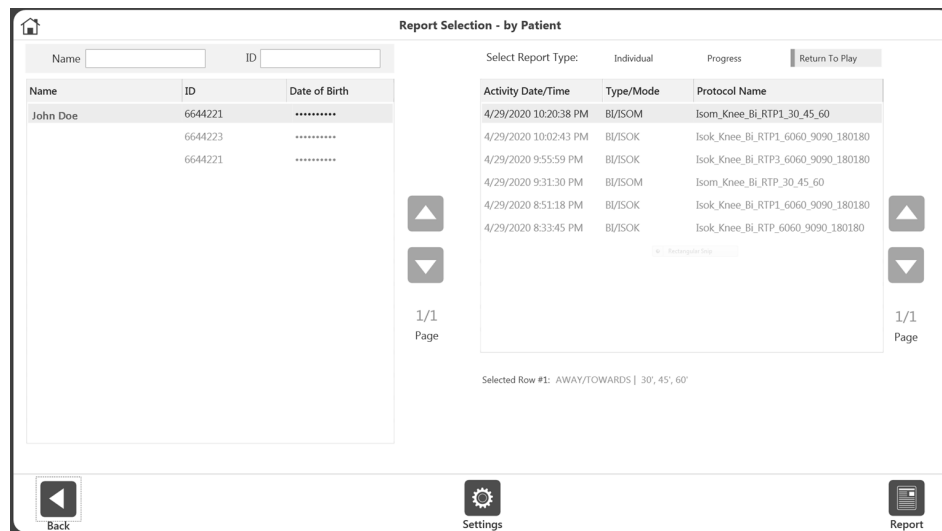 Report Selection - by Patient
Name ID
Select Report Type: Individual Progress Return To Play
Name ID Date of Birth
John Doe 6644221 **********
6644223 **********
6644221 **********
1/1
Page
Activity Date/Time Type/Mode Protocol Name
4/29/2020 10:20:38 PM BI/ISOM Isom_Knee_Bi_RTP1_30_45_60
4/29/2020 10:02:43 PM BI/ISOK Isok_Knee_Bi_RTP1_6060_9090_180180
4/29/2020 9:55:59 PM BI/ISOK Isok_Knee_Bi_RTP3_6060_9090_180180
4/29/2020 9:31:30 PM BI/ISOM Isom_Knee_Bi_RTP_30_45_60
4/29/2020 8:51:18 PM BI/ISOK Isok_Knee_Bi_RTP1_6060_9090_180180
4/29/2020 8:33:45 PM BI/ISOK Isok_Knee_Bi_RTP_6060_9090_180180
1/1
Page
Selected Row #1: AWAY/TOWARDS | 30', 45', 60'
Back
Settings
Report